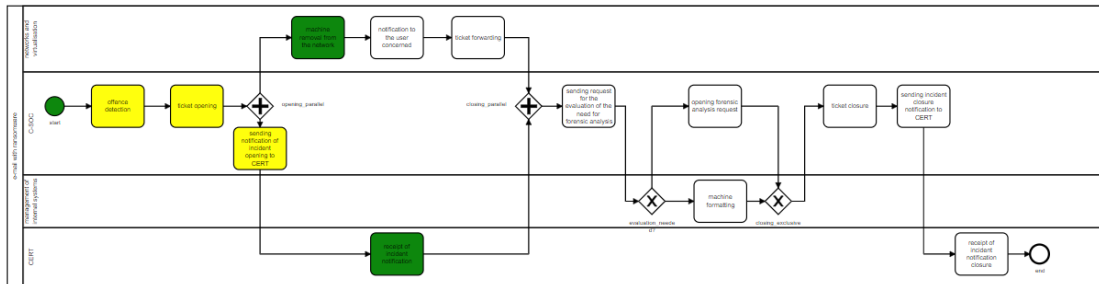 e-mail with ransomware
networks and
virtualisation
machine
removal from
the network
notification to
the user
concerned
ticket forwarding
C-SOC
start
offence
detection
ticket opening
opening_parallel
sending
notification of
incident
opening to
CERT
closing_parallel
sending request
for the
evaluation of the
need for
forensic analysis
opening forensic
analysis request
ticket closure
sending incident
closure
notification to
CERT
management of
internal systems
evaluation_neede
d?
machine
formatting
closing_exclusive
CERT
receipt of
incident
notification
receipt of
incident
notification
closure
end